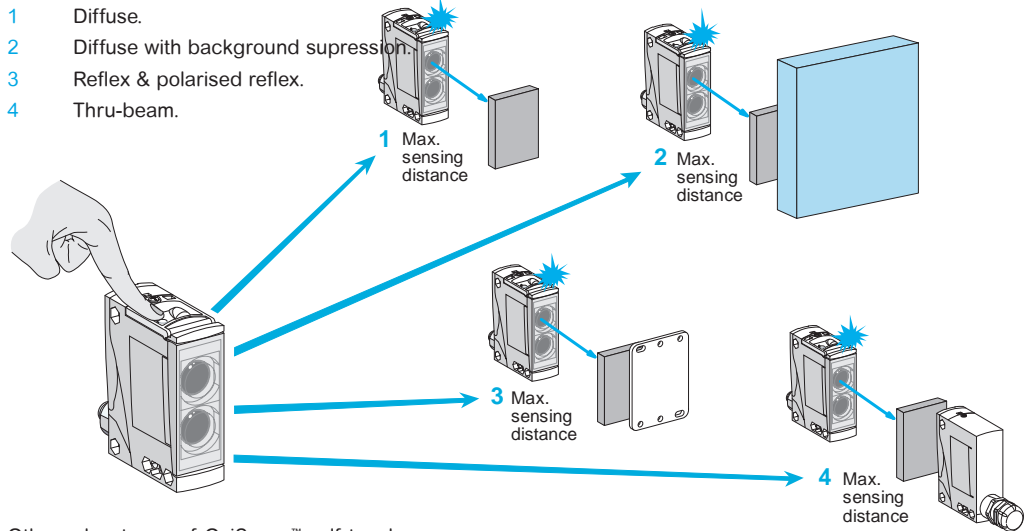 1 Diffuse.
2 Diffuse with background supression.
3 Reflex & polarised reflex.
4 Thru-beam.
1 Max.
sensing
distance
2 Max.
sensing
distance
3 Max.
sensing
distance
4 Max.
sensing
distance